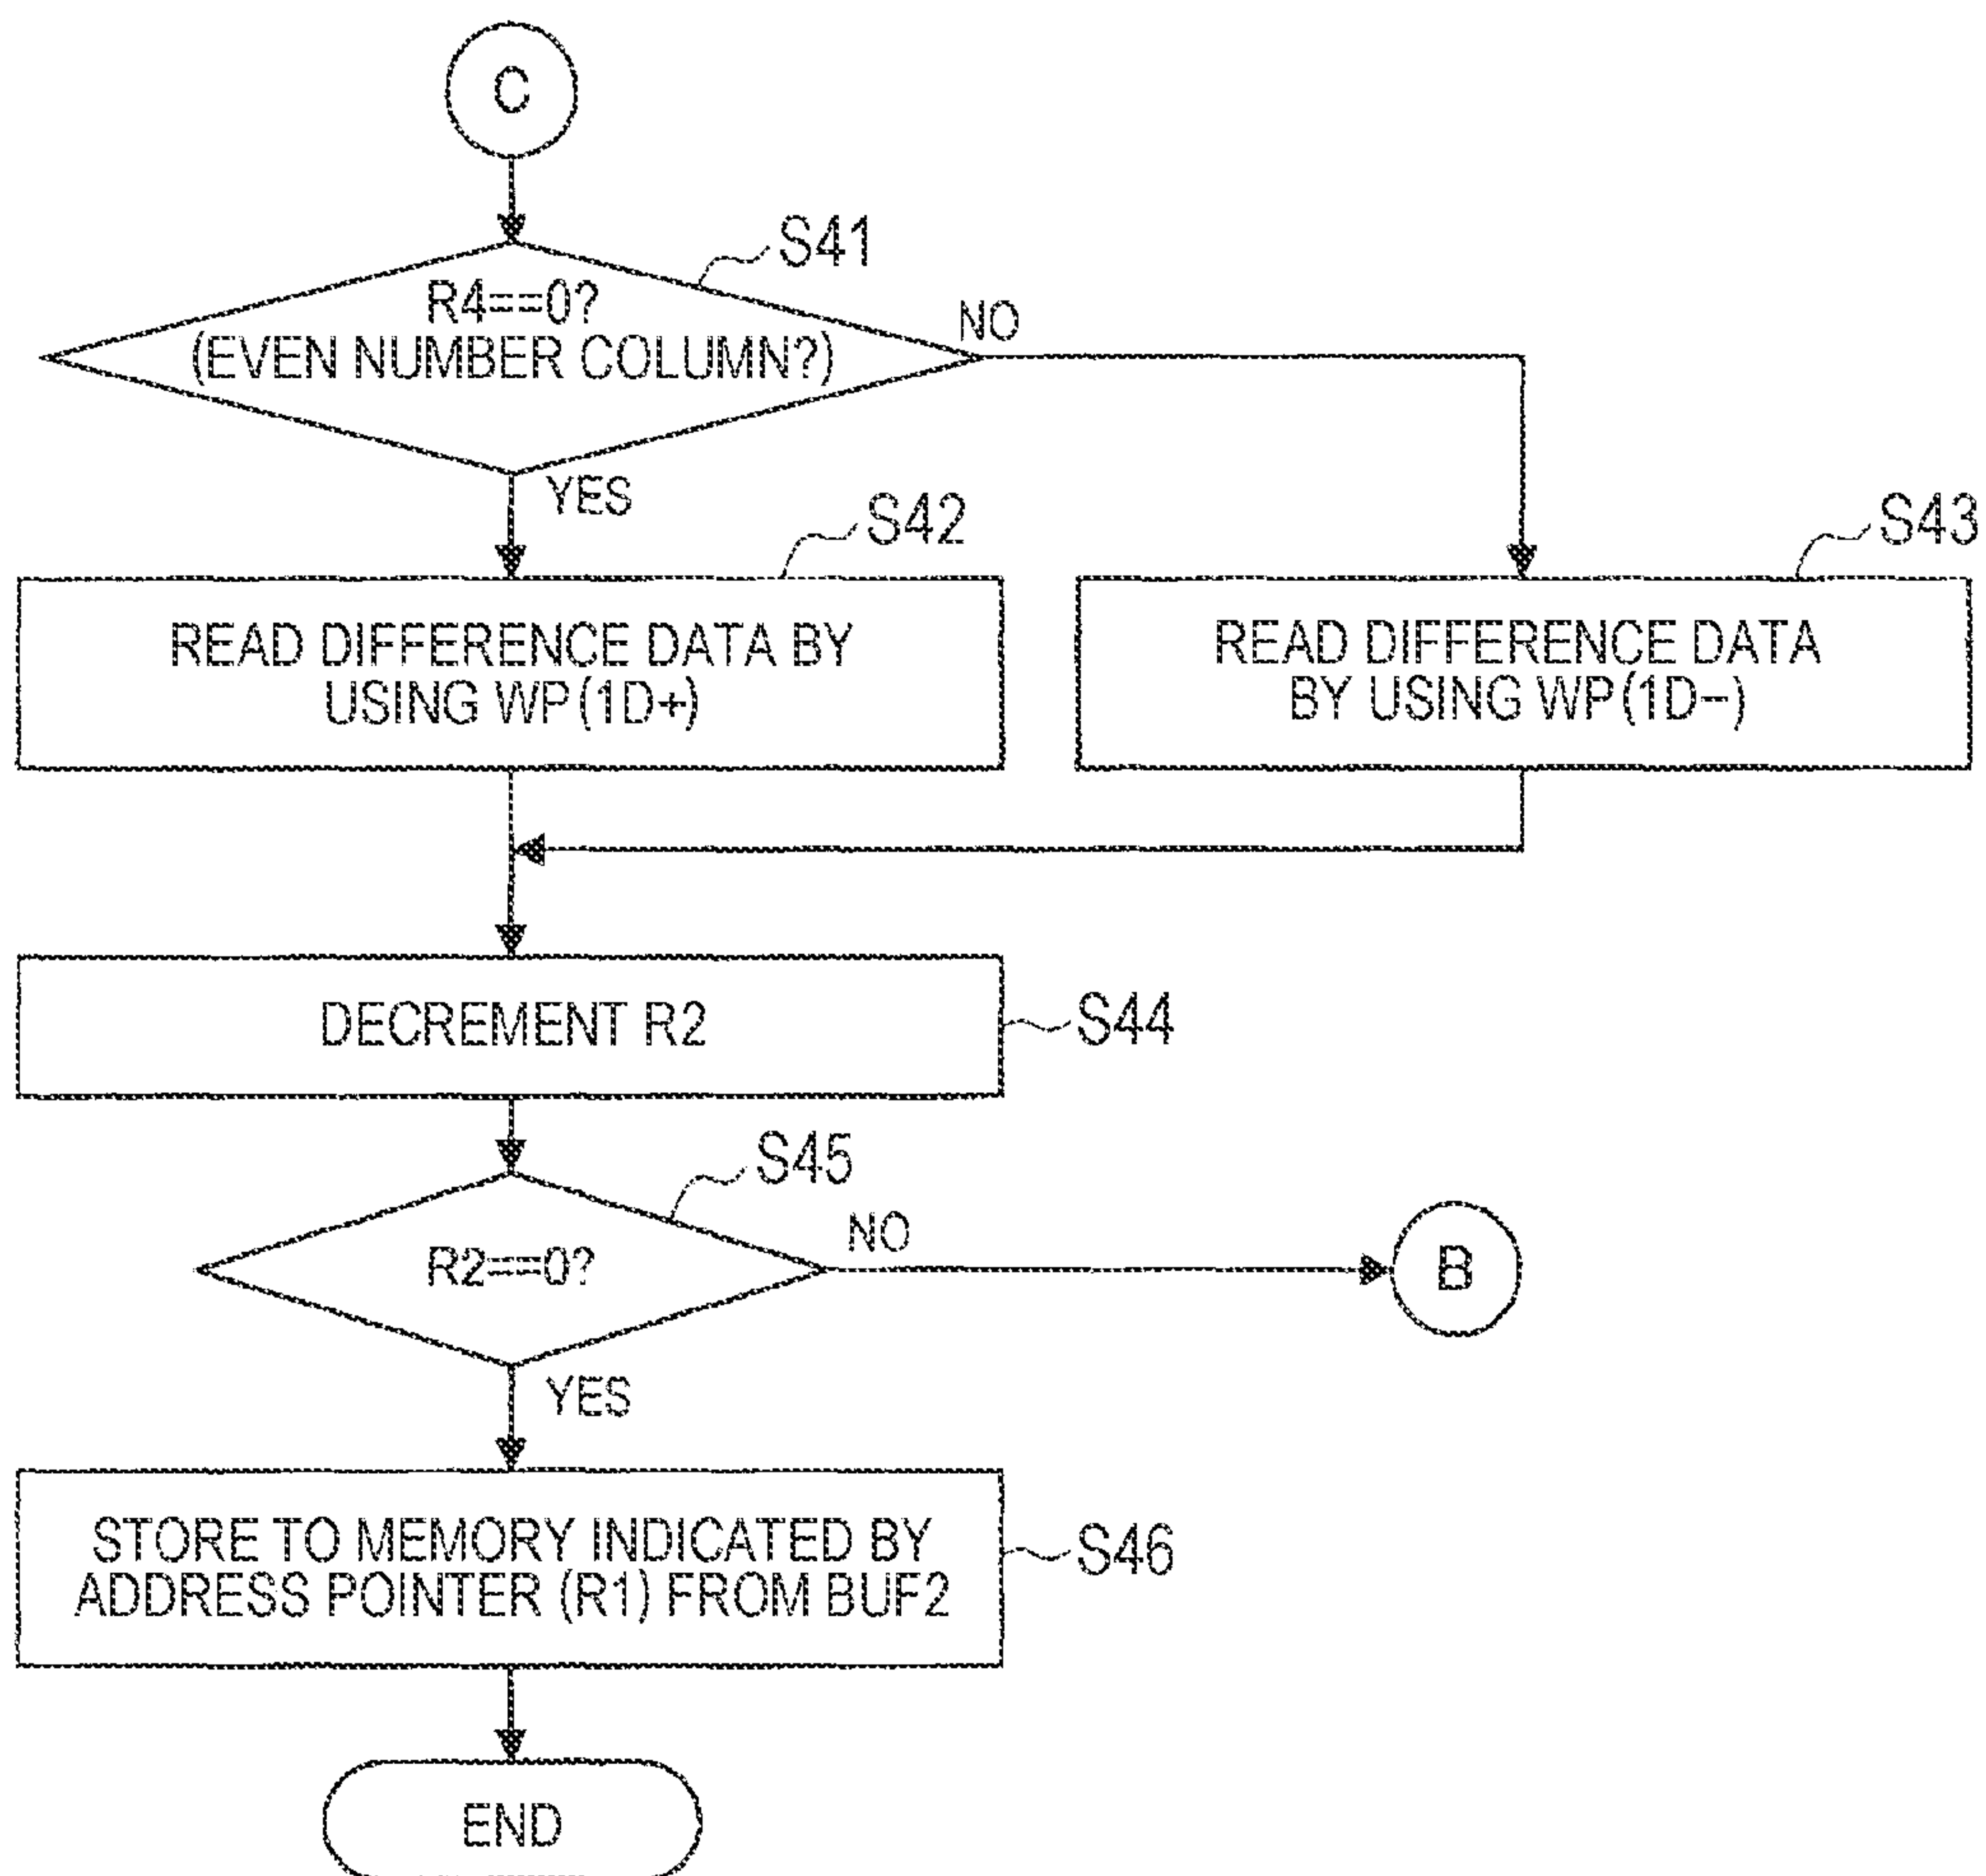 C
S41
R4==0?
(EVEN NUMBER COLUMN?)
NO
YES
S42
S43
READ DIFFERENCE DATA BY
USING WP(1D+)
READ DIFFERENCE DATA
BY USING WP(1D−)
DECREMENT R2
S44
S45
R2==0?
NO
B
YES
STORE TO MEMORY INDICATED BY
ADDRESS POINTER (R1) FROM BUF2
S46
END